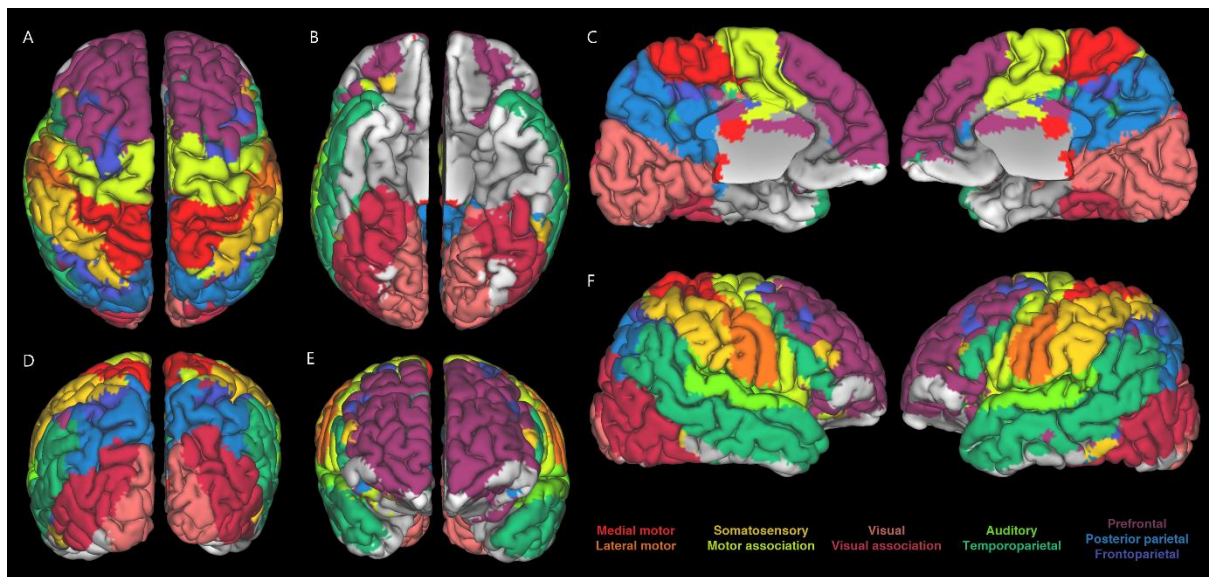 A
B
C
D
E
F
Medial motor
Lateral motor
Somatosensory
Motor association
Visual
Visual association
Auditory
Temporoparietal
Prefrontal
Posterior parietal
Frontoparietal